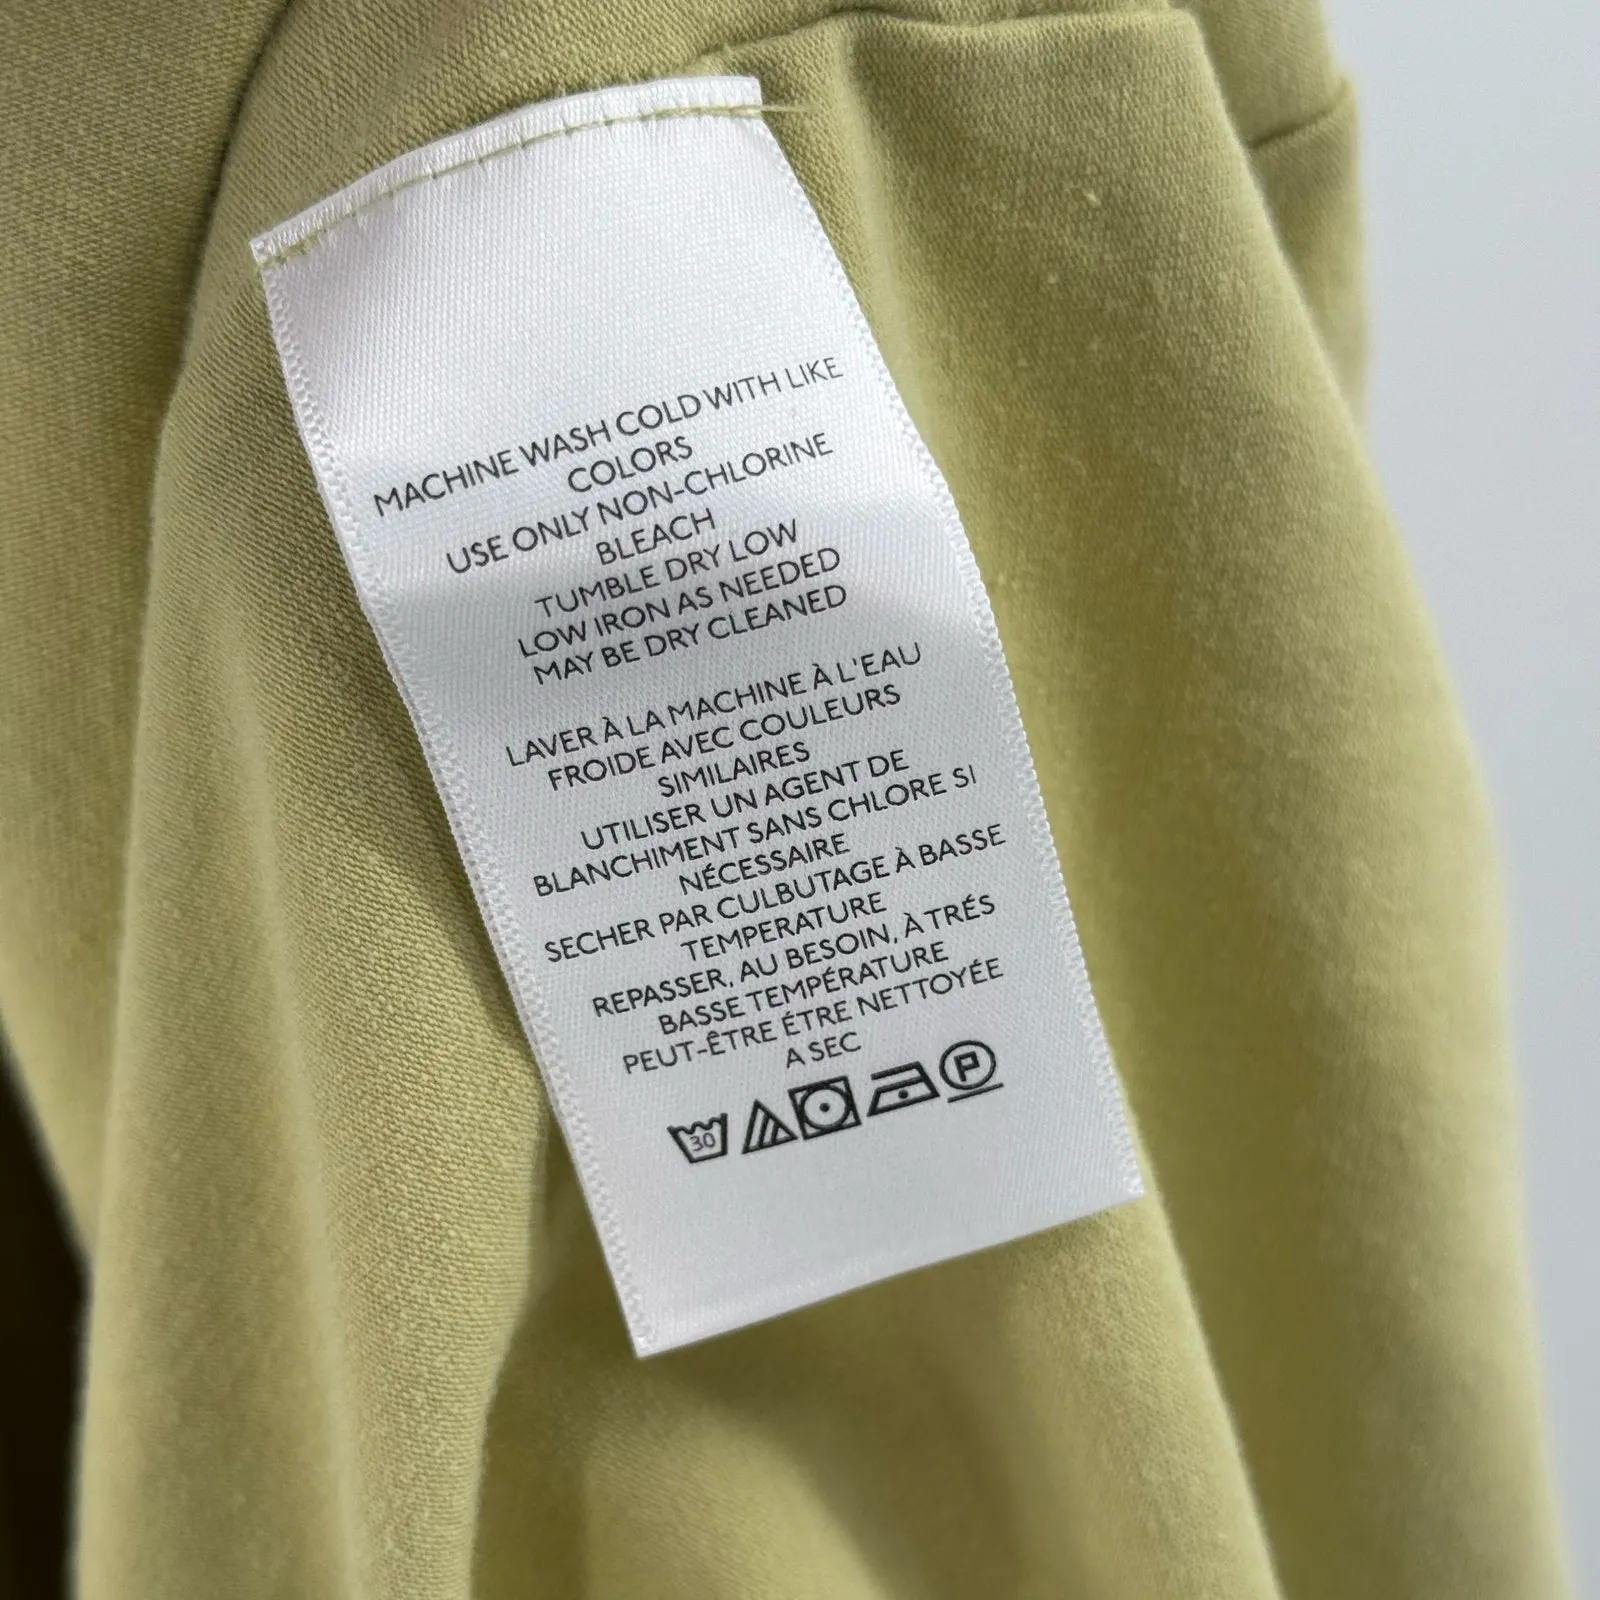 MACHINE WASH COLD WITH LIKE
COLORS
USE ONLY NON-CHLORINE
BLEACH
TUMBLE DRY LOW
LOW IRON AS NEEDED
MAY BE DRY CLEANED
LAVER À LA MACHINE À L'EAU
FROIDE AVEC COULEURS
SIMILAIRES
UTILISER UN AGENT DE
BLANCHIMENT SANS CHLORE SI
NÉCESSAIRE
SECHER PAR CULBUTAGE À BASSE
TEMPERATURE
REPASSER, AU BESOIN, À TRÉS
BASSE TEMPÉRATURE
PEUT-ÊTRE ÉTRE NETTOYÉE
A SEC
30 P